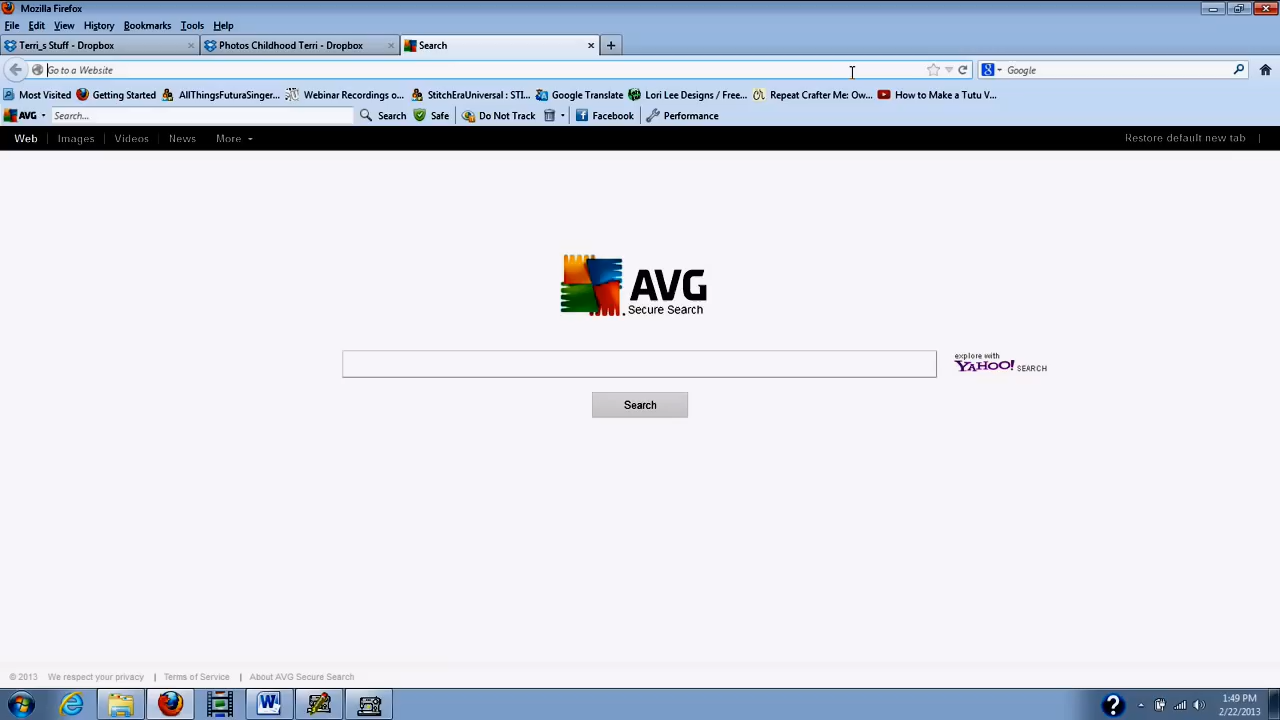 Mozilla Firefox
File Edit View History Bookmarks Tools Help
Terri_s Stuff - Dropbox × Photos Childhood Terri - Dropbox × Search × +
Go to a Website Google
Most Visited Getting Started AllThingsFuturaSinger... Webinar Recordings o... StitchEraUniversal : STI... Google Translate Lori Lee Designs / Free... Repeat Crafter Me: Ow... How to Make a Tutu V...
AVG Search... Search Safe Do Not Track Facebook Performance
Web Images Videos News More Restore default new tab
AVG
Secure Search
explore with
YAHOO! SEARCH
Search
© 2013 We respect your privacy Terms of Service About AVG Secure Search
1:49 PM
2/22/2013